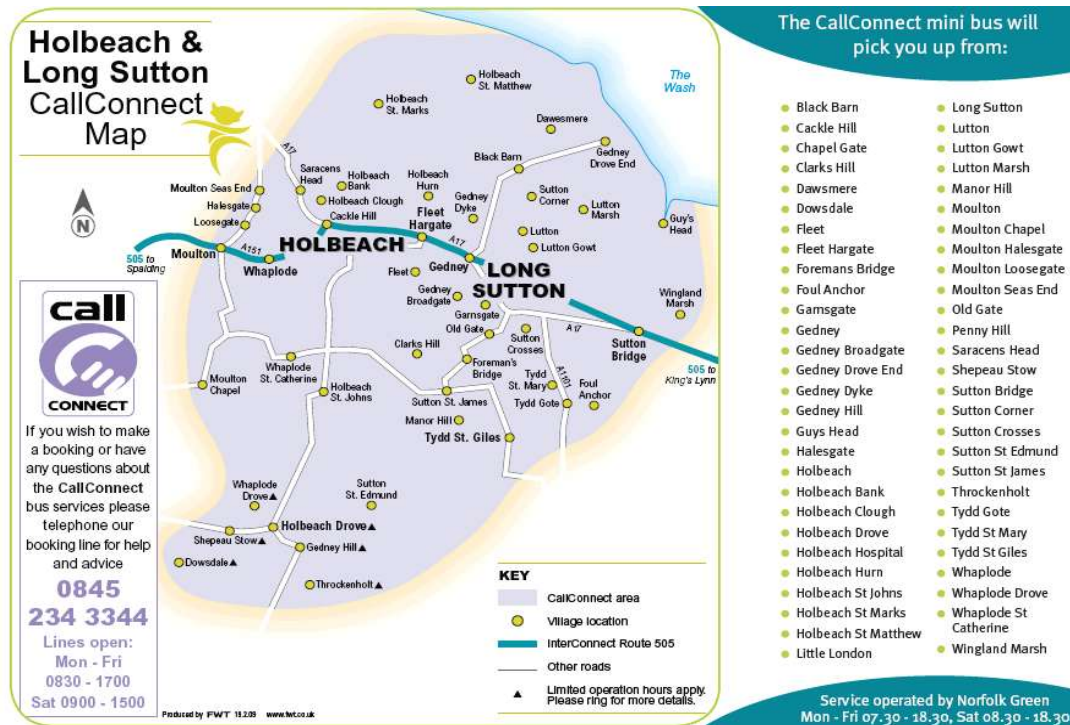 Holbeach &
Long Sutton
CallConnect
Map
N
The
Wash
Holbeach
St. Matthew
Holbeach
St. Marks
Dawesmere
Gedney
Drove End
Black Barn
A17
Saracens
Head
Holbeach
Bank
Holbeach
Hurn
Moulton Seas End
Halesgate
Loosegate
Holbeach Clough
Cackle Hill
Fleet
Hargate
Gedney
Dyke
Sutton
Corner
Lutton
Marsh
Guy's
Head
Lutton
Lutton Gowt
A151
HOLBEACH
A17
Moulton
Whaplode
505 to
Spalding
Fleet
Gedney
LONG
SUTTON
Gedney
Broadgate
Garnsgate
Old Gate
Wingland
Marsh
A17
Sutton
Bridge
505 to
King's Lynn
Clarks Hill
Sutton
Crosses
Whaplode
St. Catherine
Foreman's
Bridge
Tydd
St. Mary
A1101
Foul
Anchor
Moulton
Chapel
Holbeach
St. Johns
Sutton St. James
Tydd Gote
Manor Hill
Tydd St. Giles
Whaplode
Drove ▲
Sutton
St. Edmund
Holbeach Drove ▲
Shepeau Stow ▲
Gedney Hill ▲
Dowsdale ▲
Throckenholt ▲
call
CONNECT
If you wish to make
a booking or have
any questions about
the CallConnect
bus services please
telephone our
booking line for help
and advice
0845
234 3344
Lines open:
Mon - Fri
0830 - 1700
Sat 0900 - 1500
KEY
CallConnect area
Village location
InterConnect Route 505
Other roads
▲ Limited operation hours apply.
Please ring for more details.
Produced by FWT 19.2.09 www.fwt.co.uk
The CallConnect mini bus will
pick you up from:
Black Barn
Cackle Hill
Chapel Gate
Clarks Hill
Dawsmere
Dowsdale
Fleet
Fleet Hargate
Foremans Bridge
Foul Anchor
Garnsgate
Gedney
Gedney Broadgate
Gedney Drove End
Gedney Dyke
Gedney Hill
Guys Head
Halesgate
Holbeach
Holbeach Bank
Holbeach Clough
Holbeach Drove
Holbeach Hospital
Holbeach Hurn
Holbeach St Johns
Holbeach St Marks
Holbeach St Matthew
Little London
Long Sutton
Lutton
Lutton Gowt
Lutton Marsh
Manor Hill
Moulton
Moulton Chapel
Moulton Halesgate
Moulton Loosegate
Moulton Seas End
Old Gate
Penny Hill
Saracens Head
Shepeau Stow
Sutton Bridge
Sutton Corner
Sutton Crosses
Sutton St Edmund
Sutton St James
Throckenholt
Tydd Gote
Tydd St Mary
Tydd St Giles
Whaplode
Whaplode Drove
Whaplode St
Catherine
Wingland Marsh
Service operated by Norfolk Green
Mon - Fri 07.30 - 18.30, Sat 08.30 - 18.30